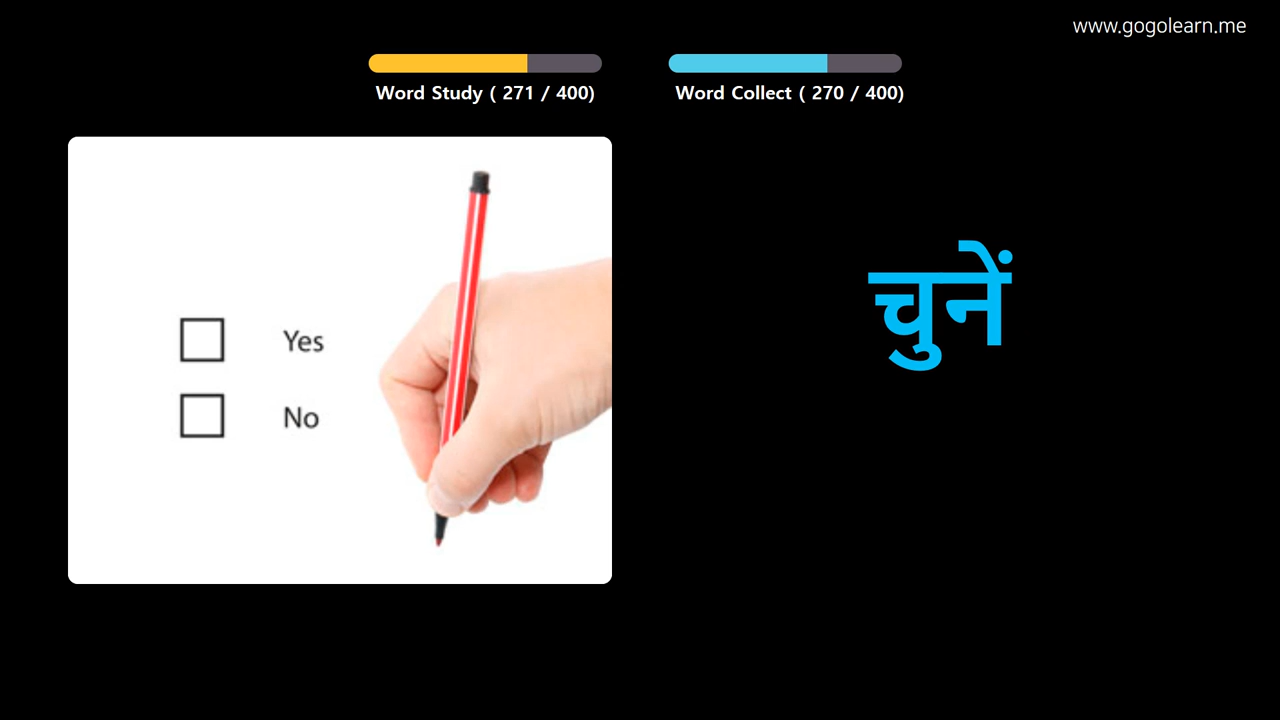 www.gogolearn.me
Word Study ( 271 / 400)
Word Collect ( 270 / 400)
Yes
No
चुनें